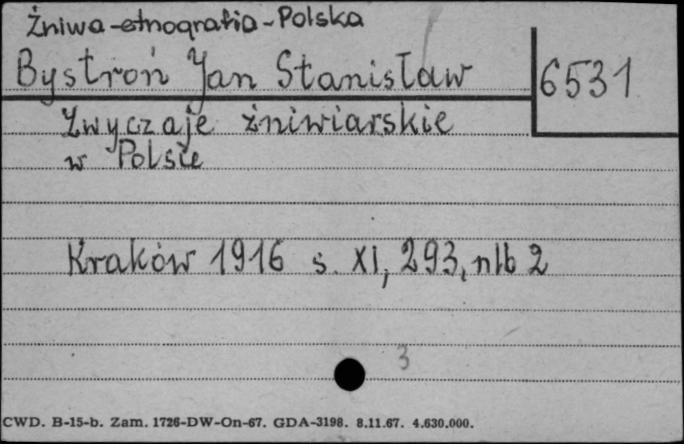 Żniwa-etnografia-Polska
Bystroń Jan Stanisław 6531
Zwyczaje żniwiarskie
w Polsce
Kraków 1916 s. XI, 293, nlb 2
3
CWD. B-15-b. Zam. 1726-DW-On-67. GDA-3198. 8.11.67. 4.630.000.